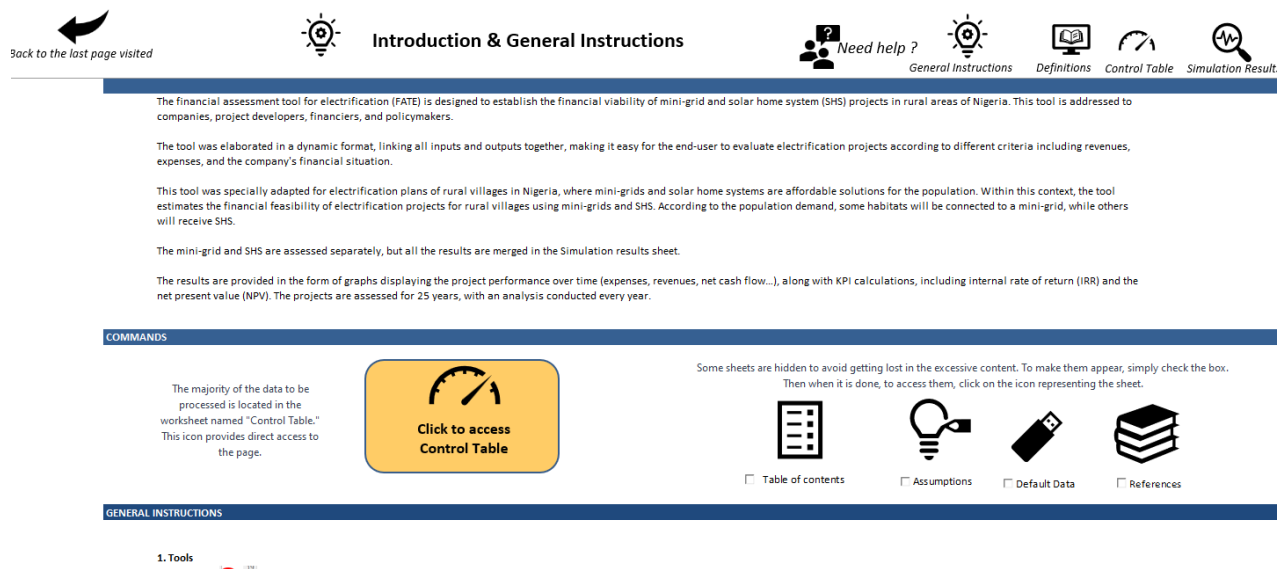 Back to the last page visited
Introduction & General Instructions
Need help ?
General Instructions
Definitions
Control Table
Simulation Results
The financial assessment tool for electrification (FATE) is designed to establish the financial viability of mini-grid and solar home system (SHS) projects in rural areas of Nigeria. This tool is addressed to
companies, project developers, financiers, and policymakers.
The tool was elaborated in a dynamic format, linking all inputs and outputs together, making it easy for the end-user to evaluate electrification projects according to different criteria including revenues,
expenses, and the company's financial situation.
This tool was specially adapted for electrification plans of rural villages in Nigeria, where mini-grids and solar home systems are affordable solutions for the population. Within this context, the tool
estimates the financial feasibility of electrification projects for rural villages using mini-grids and SHS. According to the population demand, some habitats will be connected to a mini-grid, while others
will receive SHS.
The mini-grid and SHS are assessed separately, but all the results are merged in the Simulation results sheet.
The results are provided in the form of graphs displaying the project performance over time (expenses, revenues, net cash flow...), along with KPI calculations, including internal rate of return (IRR) and the
net present value (NPV). The projects are assessed for 25 years, with an analysis conducted every year.
COMMANDS
The majority of the data to be
processed is located in the
worksheet named "Control Table."
This icon provides direct access to
the page.
Click to access
Control Table
Some sheets are hidden to avoid getting lost in the excessive content. To make them appear, simply check the box.
Then when it is done, to access them, click on the icon representing the sheet.
Table of contents
Assumptions
Default Data
References
GENERAL INSTRUCTIONS
1. Tools